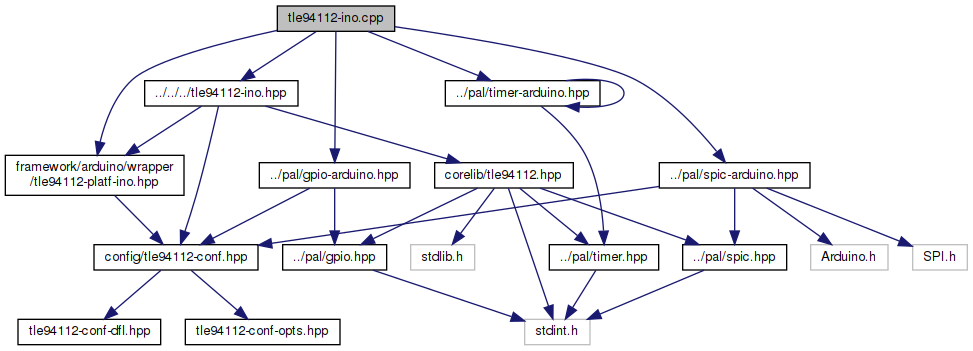 tle94112-ino.cpp
../../../tle94112-ino.hpp
../pal/timer-arduino.hpp
framework/arduino/wrapper
/tle94112-platf-ino.hpp
../pal/gpio-arduino.hpp
corelib/tle94112.hpp
../pal/spic-arduino.hpp
config/tle94112-conf.hpp
../pal/gpio.hpp
stdlib.h
../pal/timer.hpp
../pal/spic.hpp
Arduino.h
SPI.h
tle94112-conf-dfl.hpp
tle94112-conf-opts.hpp
stdint.h